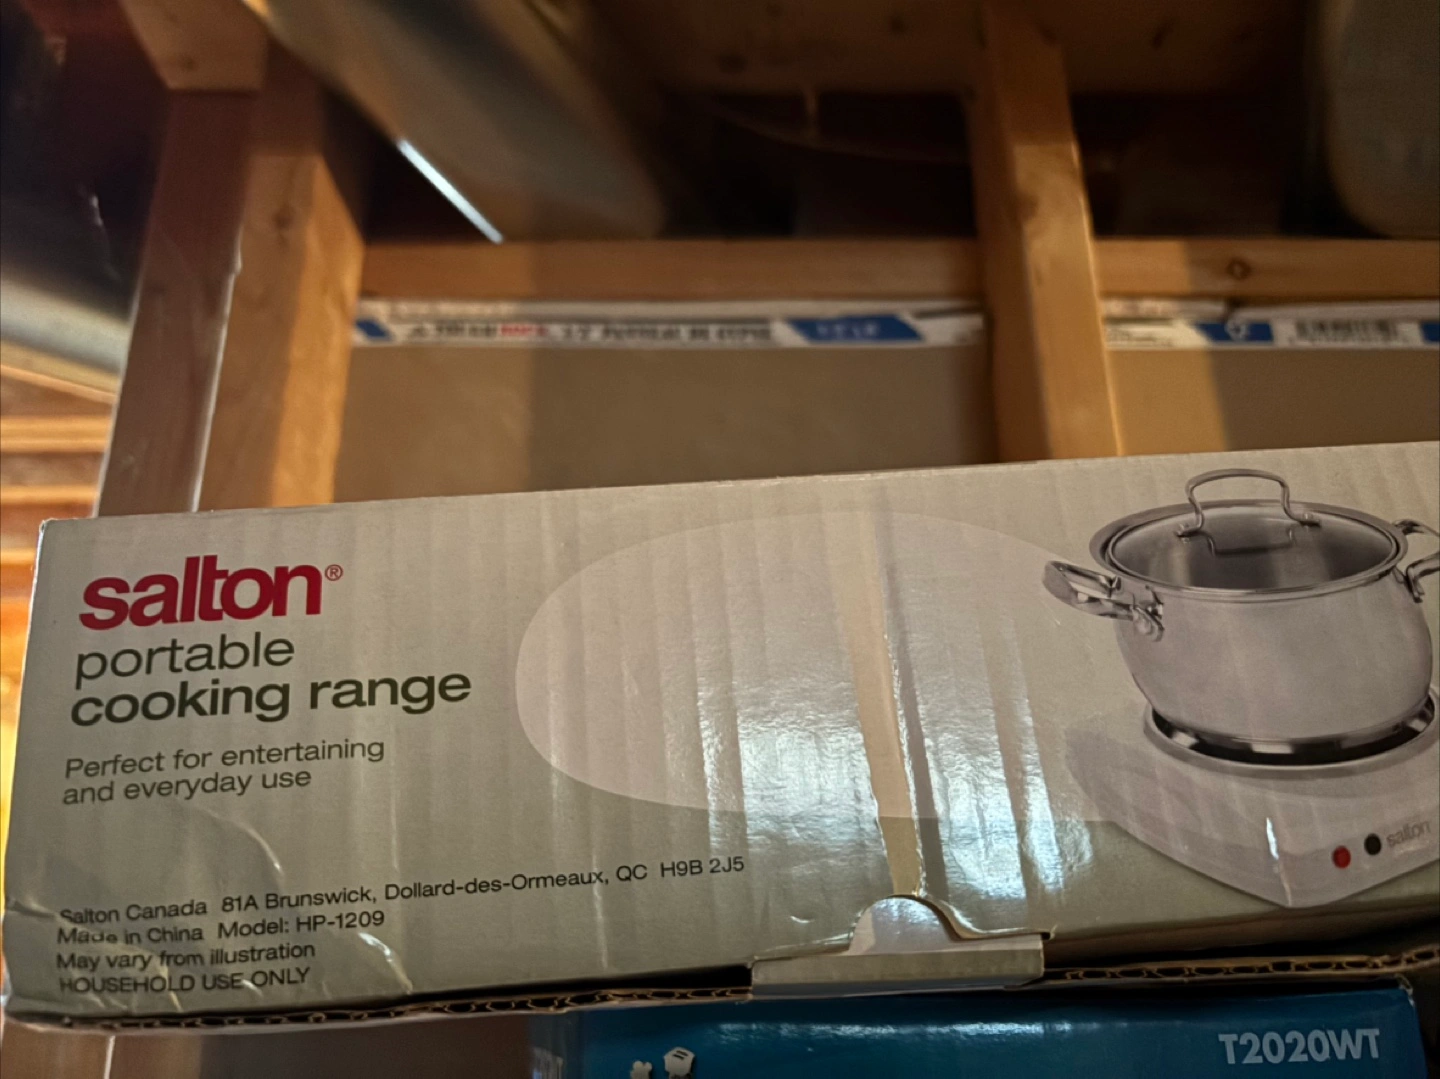 salton®
portable
cooking range
Perfect for entertaining
and everyday use
Salton Canada 81A Brunswick, Dollard-des-Ormeaux, QC H9B 2J5
Made in China Model: HP-1209
May vary from illustration
HOUSEHOLD USE ONLY
salton
T2020WT